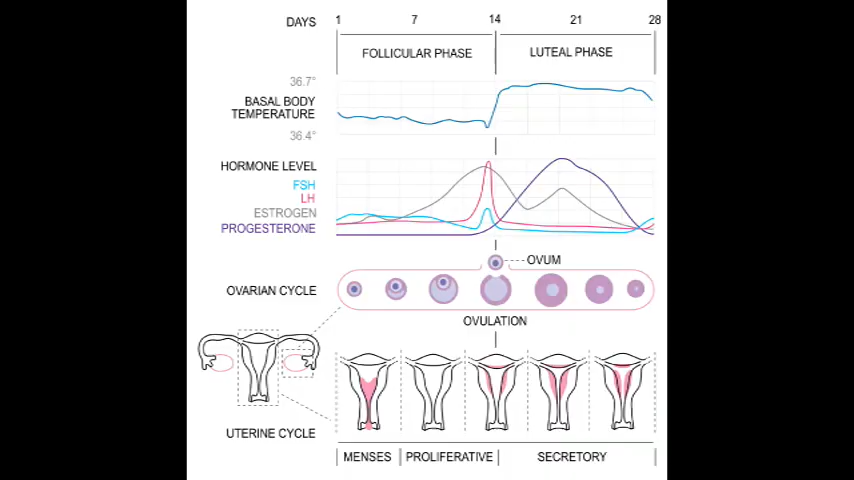 DAYS 1 7 14 21 28
FOLLICULAR PHASE LUTEAL PHASE
36.7°
BASAL BODY
TEMPERATURE
36.4°
HORMONE LEVEL
FSH
LH
ESTROGEN
PROGESTERONE
OVUM
OVARIAN CYCLE
OVULATION
UTERINE CYCLE
MENSES PROLIFERATIVE SECRETORY